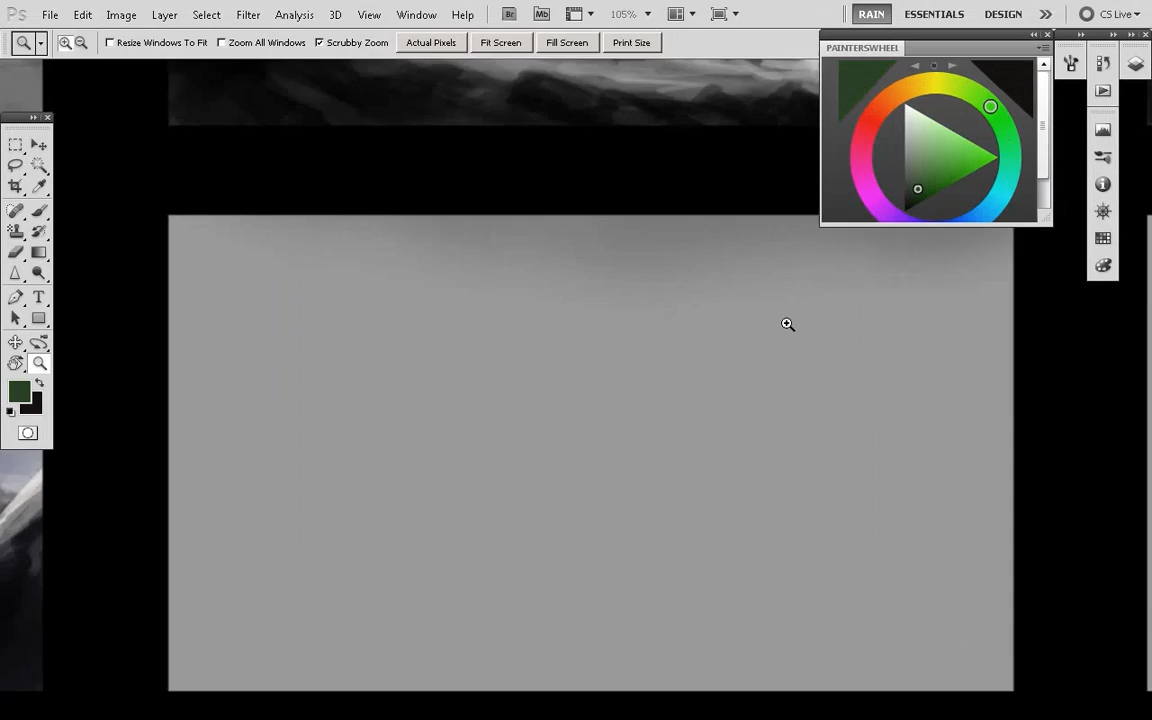 Ps File Edit Image Layer Select Filter Analysis 3D View Window Help Br Mb 105% RAIN ESSENTIALS DESIGN CS Live
Resize Windows To Fit Zoom All Windows Scrubby Zoom Actual Pixels Fit Screen Fill Screen Print Size
PAINTERSWHEEL
T